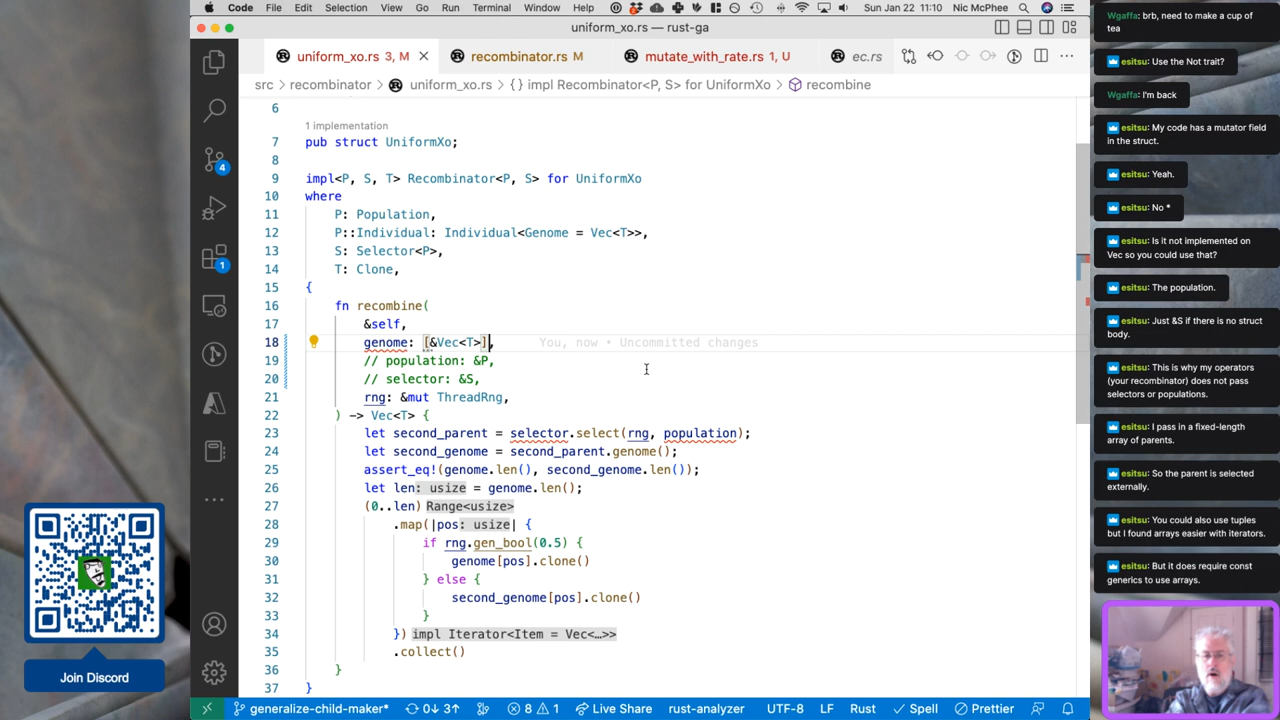 Code File Edit Selection View Go Run Terminal Window Help Sun Jan 22 11:10 Nic McPhee
uniform_xo.rs — rust-ga
uniform_xo.rs 3, M
recombinator.rs M
mutate_with_rate.rs 1, U
ec.rs
src > recombinator > uniform_xo.rs > {} impl Recombinator<P, S> for UniformXo > recombine
6
1 implementation
7 pub struct UniformXo;
8
9 impl<P, S, T> Recombinator<P, S> for UniformXo
10 where
11 P: Population,
12 P::Individual: Individual<Genome = Vec<T>>,
13 S: Selector<P>,
14 T: Clone,
15 {
16 fn recombine(
17 &self,
18 genome: [&Vec<T>], You, now • Uncommitted changes
19 // population: &P,
20 // selector: &S,
21 rng: &mut ThreadRng,
22 ) -> Vec<T> {
23 let second_parent = selector.select(rng, population);
24 let second_genome = second_parent.genome();
25 assert_eq!(genome.len(), second_genome.len());
26 let len: usize = genome.len();
27 (0..len) Range<usize>
28 .map(|pos: usize| {
29 if rng.gen_bool(0.5) {
30 genome[pos].clone()
31 } else {
32 second_genome[pos].clone()
33 }
34 }) impl Iterator<Item = Vec<…>>
35 .collect()
36 }
37 }
4
1
generalize-child-maker* 0↓ 3↑ 8 1 Live Share rust-analyzer UTF-8 LF Rust Spell Prettier
Join Discord
Wgaffa: brb, need to make a cup of
tea
esitsu: Use the Not trait?
Wgaffa: I'm back
esitsu: My code has a mutator field
in the struct.
esitsu: Yeah.
esitsu: No *
esitsu: Is it not implemented on
Vec so you could use that?
esitsu: The population.
esitsu: Just &S if there is no struct
body.
esitsu: This is why my operators
(your recombinator) does not pass
selectors or populations.
esitsu: I pass in a fixed-length
array of parents.
esitsu: So the parent is selected
externally.
esitsu: You could also use tuples
but I found arrays easier with iterators.
esitsu: But it does require const
generics to use arrays.